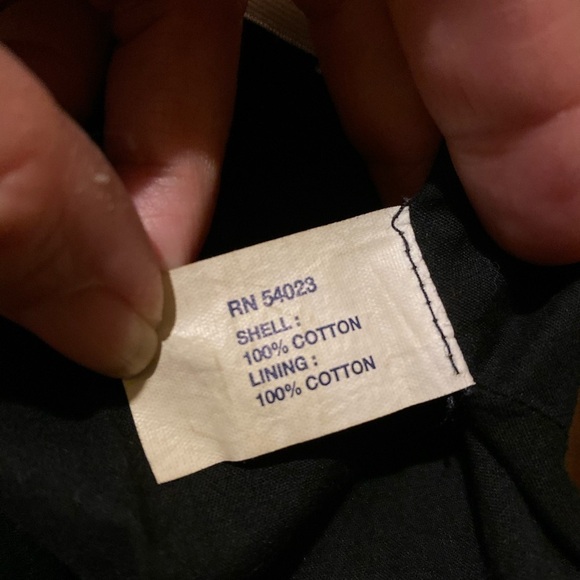 RN 54023
SHELL :
100% COTTON
LINING :
100% COTTON